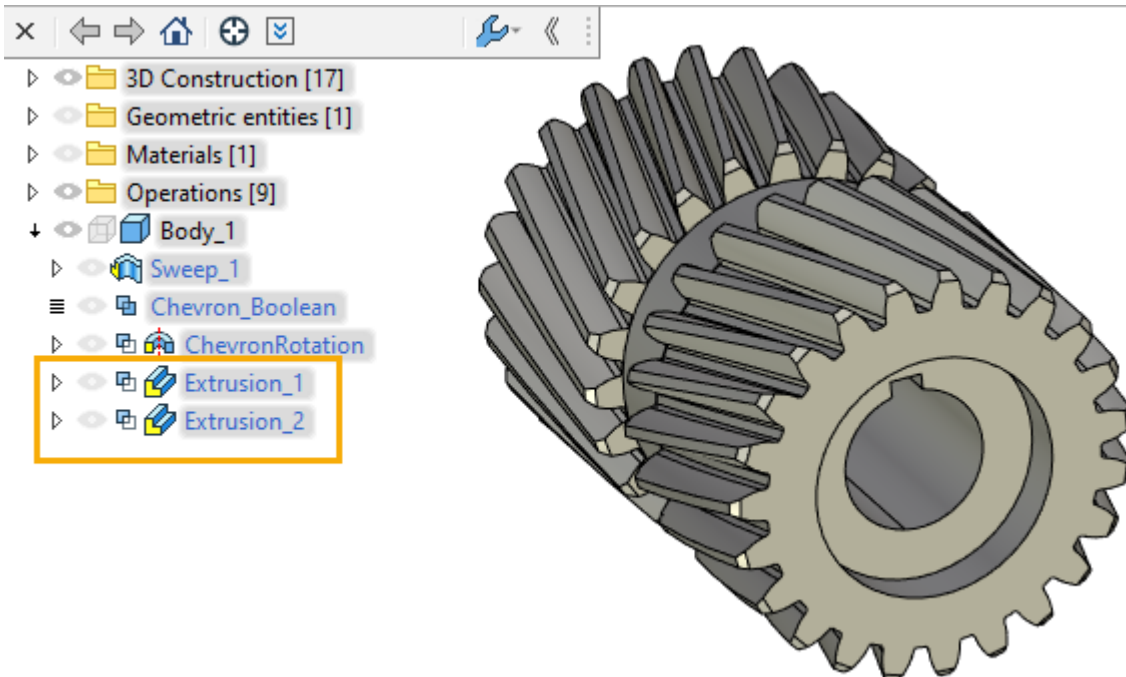 3D Construction [17]
Geometric entities [1]
Materials [1]
Operations [9]
Body_1
Sweep_1
Chevron_Boolean
ChevronRotation
Extrusion_1
Extrusion_2